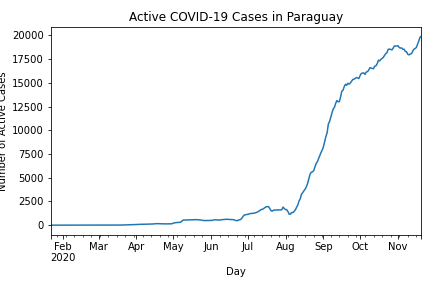 Active COVID-19 Cases in Paraguay
Number of Active Cases
20000
17500
15000
12500
10000
7500
5000
2500
0
Feb Mar Apr May Jun Jul Aug Sep Oct Nov
2020
Day